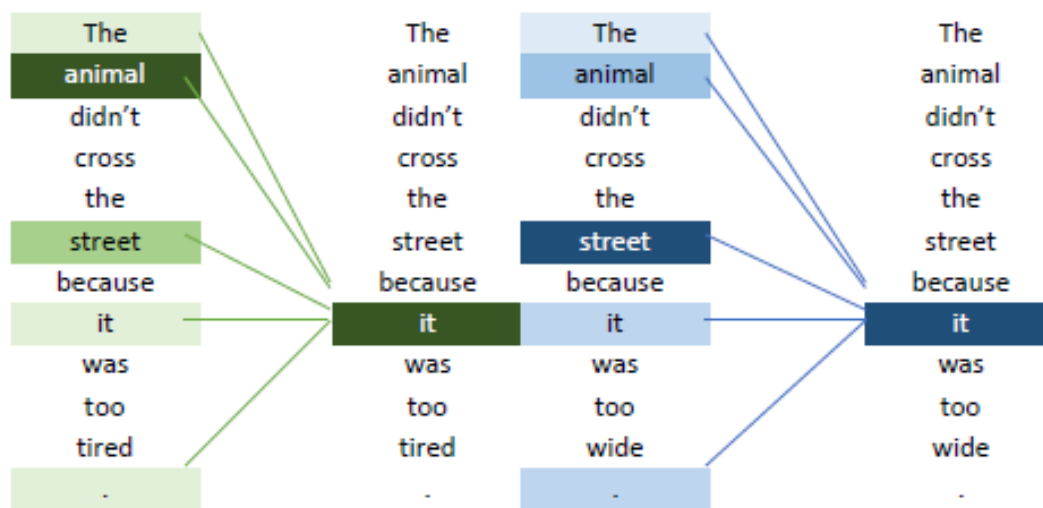 The The The The
animal animal animal animal
didn’t didn’t didn’t didn’t
cross cross cross cross
the the the the
street street street street
because because because because
it it it it
was was was was
too too too too
tired tired wide wide
. . . .